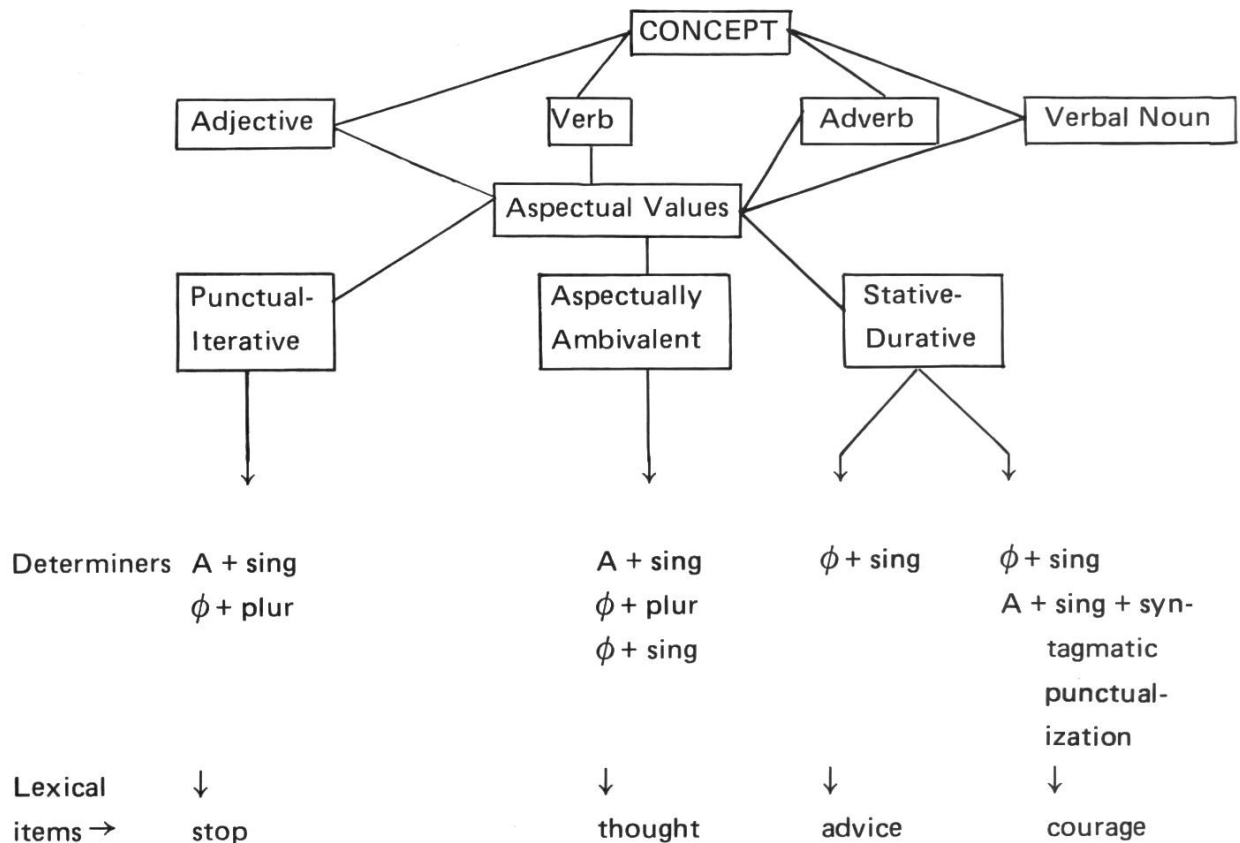 CONCEPT
Adjective
Verb
Adverb
Verbal Noun
Aspectual Values
Punctual-
Iterative
Aspectually
Ambivalent
Stative-
Durative
Determiners A + sing
ϕ + plur
A + sing
ϕ + plur
ϕ + sing
ϕ + sing
ϕ + sing
A + sing + syn-
tagmatic
punctual-
ization
Lexical
items → stop
thought
advice
courage